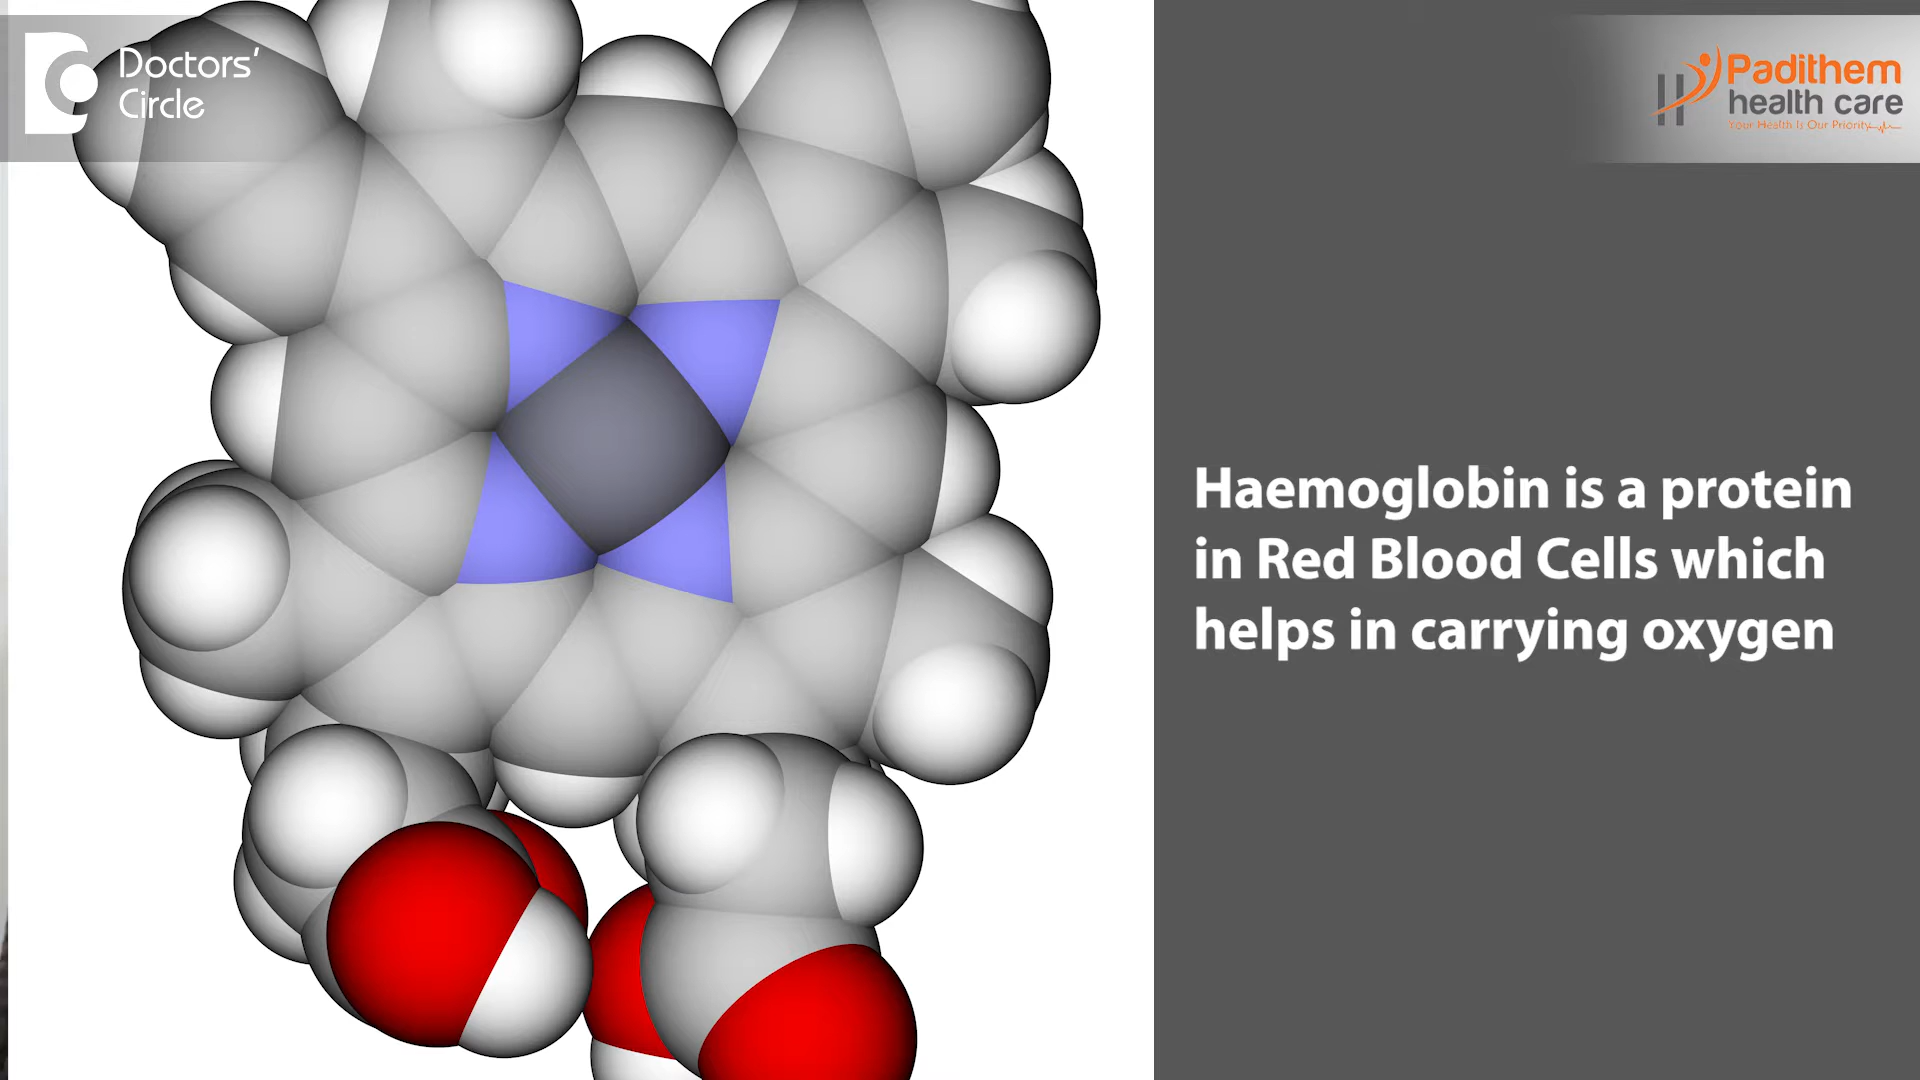 Doctors'
Circle
Padithem
health care
Your Health Is Our Priority
Haemoglobin is a protein
in Red Blood Cells which
helps in carrying oxygen